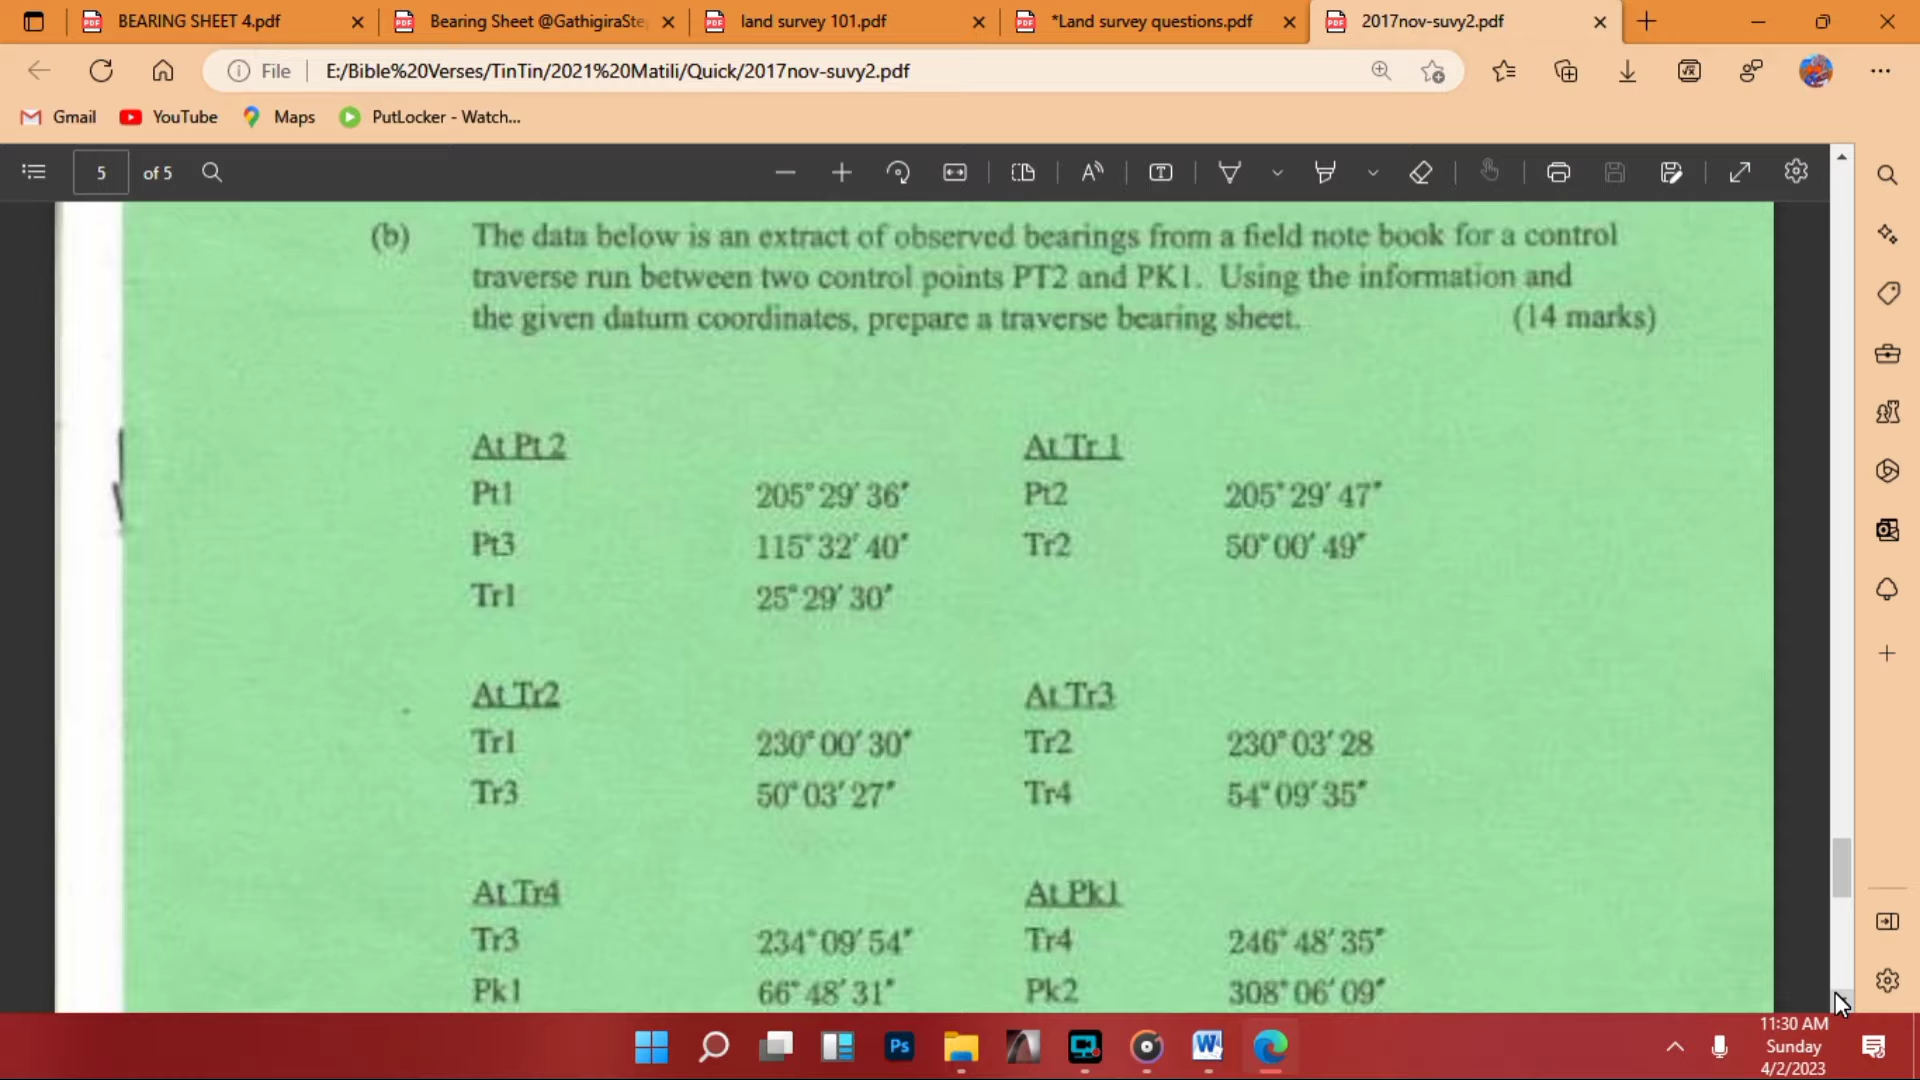 BEARING SHEET 4.pdf
Bearing Sheet @GathigiraSte
land survey 101.pdf
*Land survey questions.pdf
2017nov-suvy2.pdf
File
E:/Bible%20Verses/TinTin/2021%20Matili/Quick/2017nov-suvy2.pdf
Gmail
YouTube
Maps
PutLocker - Watch...
5 of 5
(b) The data below is an extract of observed bearings from a field note book for a control
traverse run between two control points PT2 and PK1. Using the information and
the given datum coordinates, prepare a traverse bearing sheet. (14 marks)
At Pt 2 At Tr 1
Pt1 205° 29′ 36″ Pt2 205° 29′ 47″
Pt3 115° 32′ 40″ Tr2 50° 00′ 49″
Tr1 25° 29′ 30″
At Tr2 At Tr3
Tr1 230° 00′ 30″ Tr2 230° 03′ 28
Tr3 50° 03′ 27″ Tr4 54° 09′ 35″
At Tr4 At Pk1
Tr3 234° 09′ 54″ Tr4 246° 48′ 35″
Pk1 66° 48′ 31″ Pk2 308° 06′ 09″
Ps
11:30 AM
Sunday
4/2/2023